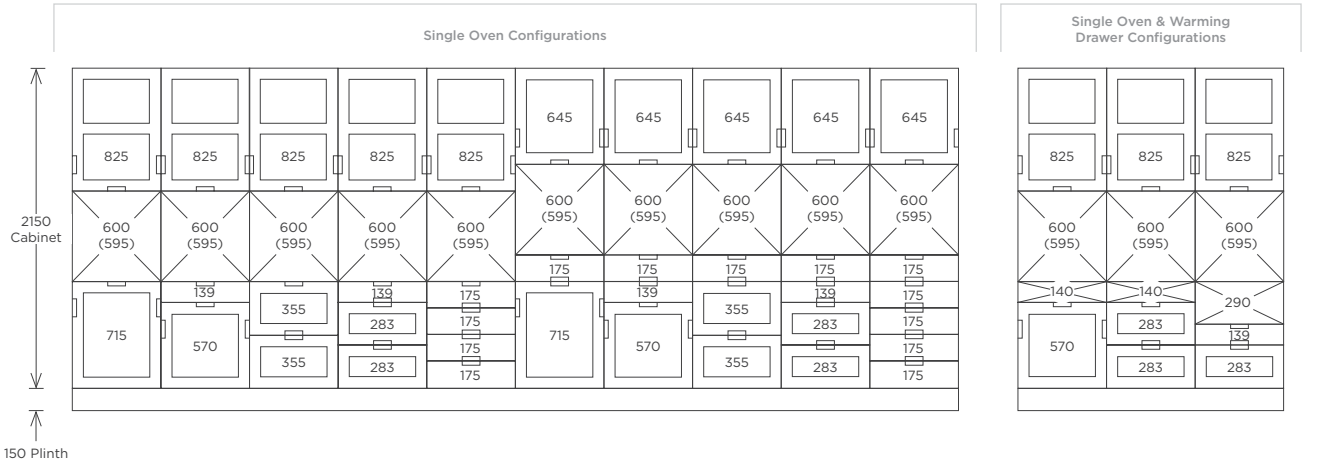 Single Oven Configurations
Single Oven & Warming
Drawer Configurations
645 645 645 645 645
825 825 825 825 825 825 825 825
2150
Cabinet
600 600 600 600 600
(595) (595) (595) (595) (595)
600 600 600 600 600 600 600 600
(595) (595) (595) (595) (595) (595) (595) (595)
175 175 175 175 175
139 139 175 139 139 175 140 140
290
355 355
283 175 283 175 283
715 715
139
570 175 570 175 570
355 283 355 283 283 283
175 175
150 Plinth